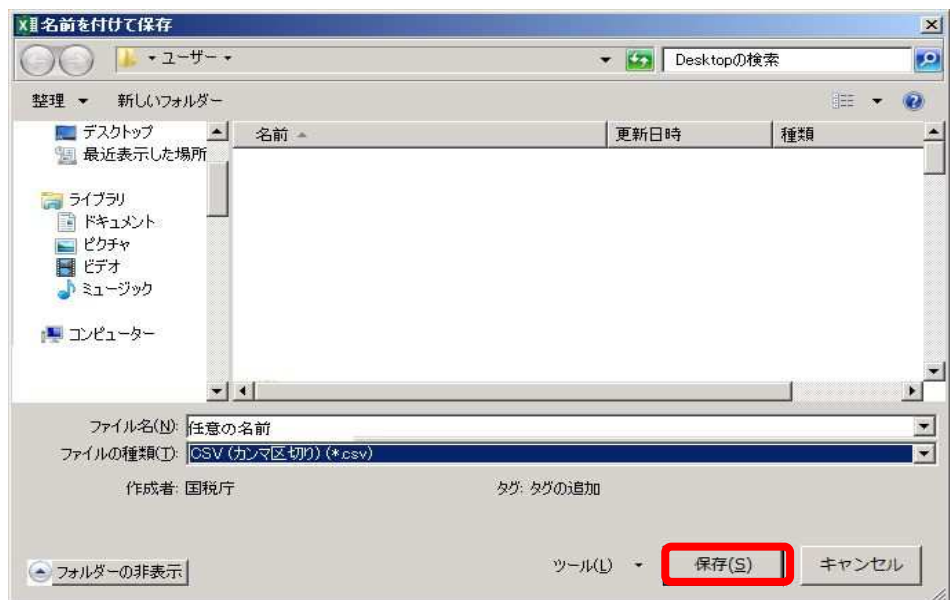 名前を付けて保存
ユーザー
Desktopの検索
整理 新しいフォルダー
名前 更新日時 種類
デスクトップ
最近表示した場所
ライブラリ
ドキュメント
ピクチャ
ビデオ
ミュージック
コンピューター
ファイル名(N): 任意の名前
ファイルの種類(T): CSV (カンマ区切り) (*.csv)
作成者: 国税庁 タグ: タグの追加
フォルダーの非表示 ツール(L) 保存(S) キャンセル